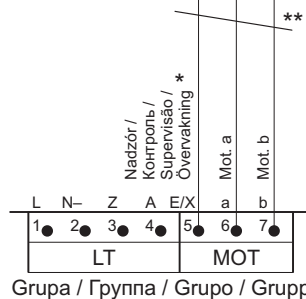 **
*
Nadzór /
Контроль /
Supervisão /
Övervakning
Mot. a
Mot. b
L N– Z A E/X a b
1 2 3 4 5 6 7
LT MOT
Grupa / Группа / Grupo / Grupp